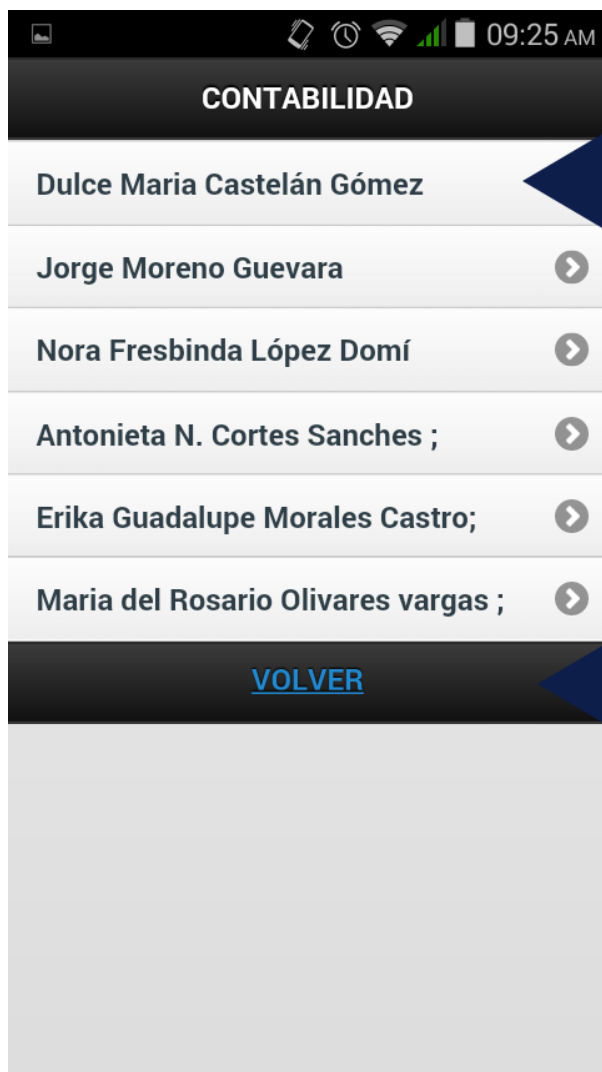 09:25 AM
CONTABILIDAD
Dulce Maria Castelán Gómez
Jorge Moreno Guevara
Nora Fresbinda López Domí
Antonieta N. Cortes Sanches ;
Erika Guadalupe Morales Castro;
Maria del Rosario Olivares vargas ;
VOLVER